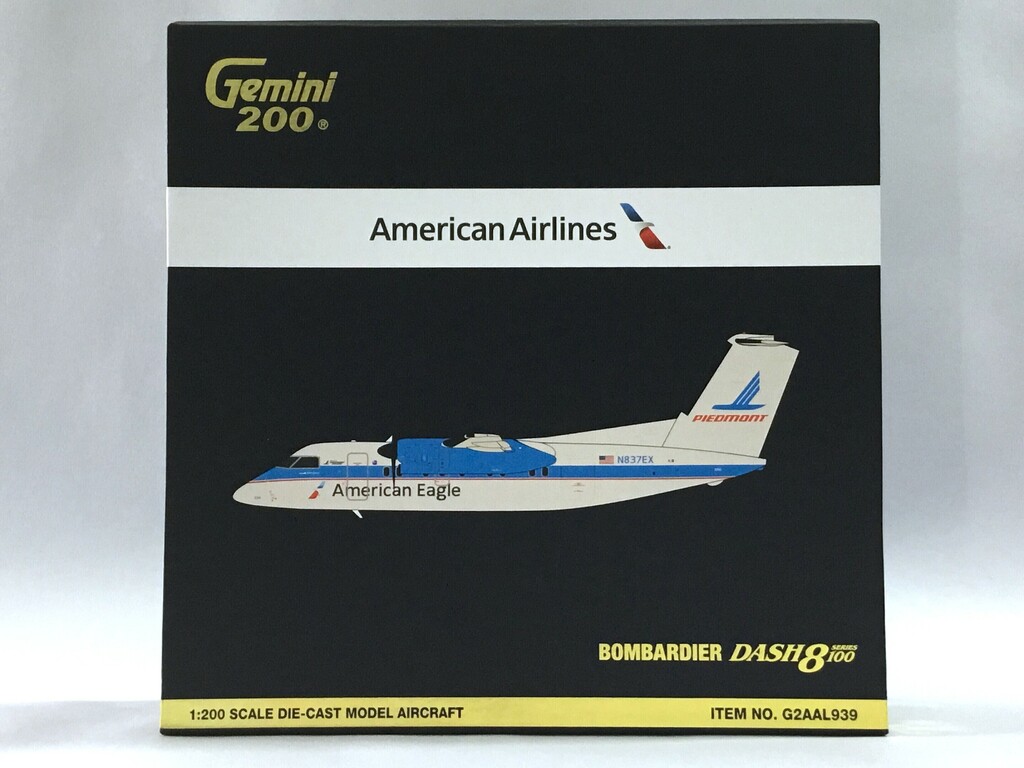 Gemini
200®
American Airlines
PIEDMONT
N837EX
American Eagle
BOMBARDIER DASH 8 SERIES 100
1:200 SCALE DIE-CAST MODEL AIRCRAFT
ITEM NO. G2AAL939